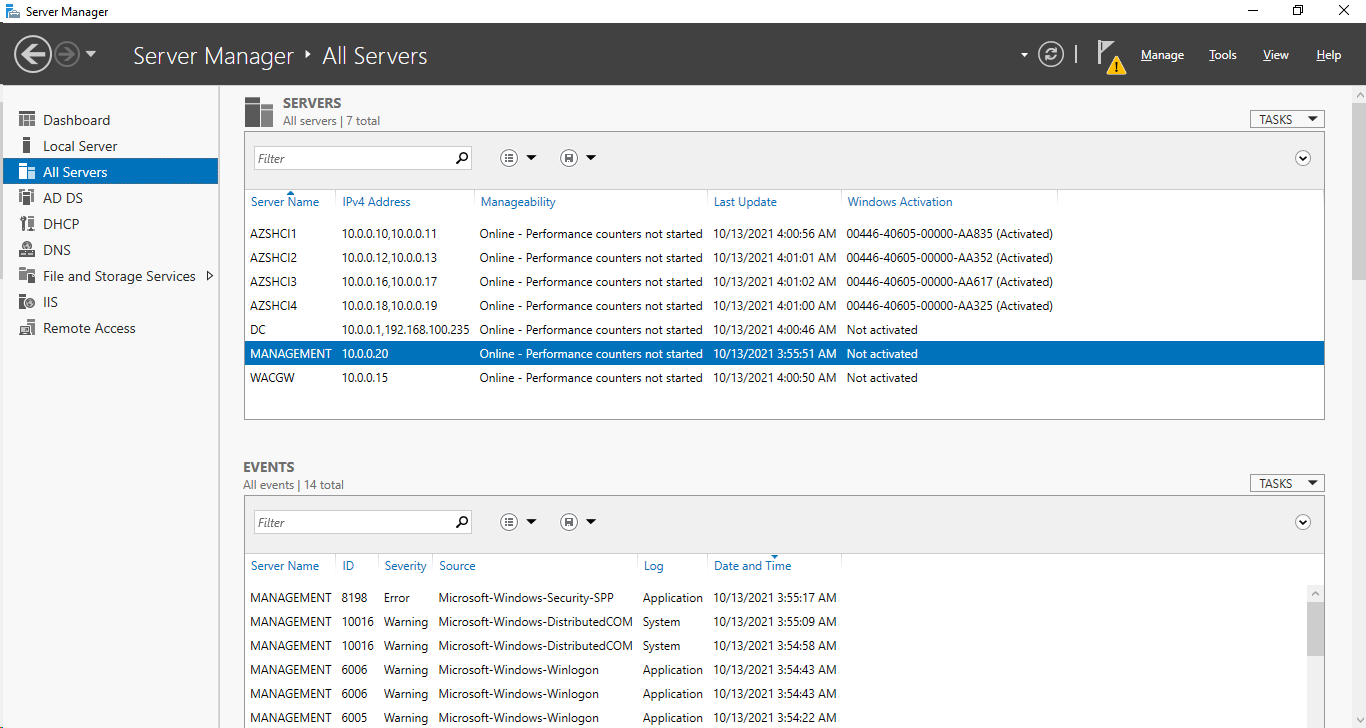 Server Manager
Server Manager ‣ All Servers
Manage Tools View Help
Dashboard
Local Server
All Servers
AD DS
DHCP
DNS
File and Storage Services
IIS
Remote Access
SERVERS
All servers | 7 total
TASKS
Filter
Server Name IPv4 Address Manageability Last Update Windows Activation
AZSHCI1 10.0.0.10,10.0.0.11 Online - Performance counters not started 10/13/2021 4:00:56 AM 00446-40605-00000-AA835 (Activated)
AZSHCI2 10.0.0.12,10.0.0.13 Online - Performance counters not started 10/13/2021 4:01:01 AM 00446-40605-00000-AA352 (Activated)
AZSHCI3 10.0.0.16,10.0.0.17 Online - Performance counters not started 10/13/2021 4:01:02 AM 00446-40605-00000-AA617 (Activated)
AZSHCI4 10.0.0.18,10.0.0.19 Online - Performance counters not started 10/13/2021 4:01:00 AM 00446-40605-00000-AA325 (Activated)
DC 10.0.0.1,192.168.100.235 Online - Performance counters not started 10/13/2021 4:00:46 AM Not activated
MANAGEMENT 10.0.0.20 Online - Performance counters not started 10/13/2021 3:55:51 AM Not activated
WACGW 10.0.0.15 Online - Performance counters not started 10/13/2021 4:00:50 AM Not activated
EVENTS
All events | 14 total
TASKS
Filter
Server Name ID Severity Source Log Date and Time
MANAGEMENT 8198 Error Microsoft-Windows-Security-SPP Application 10/13/2021 3:55:17 AM
MANAGEMENT 10016 Warning Microsoft-Windows-DistributedCOM System 10/13/2021 3:55:09 AM
MANAGEMENT 10016 Warning Microsoft-Windows-DistributedCOM System 10/13/2021 3:54:58 AM
MANAGEMENT 6006 Warning Microsoft-Windows-Winlogon Application 10/13/2021 3:54:43 AM
MANAGEMENT 6006 Warning Microsoft-Windows-Winlogon Application 10/13/2021 3:54:43 AM
MANAGEMENT 6005 Warning Microsoft-Windows-Winlogon Application 10/13/2021 3:54:22 AM